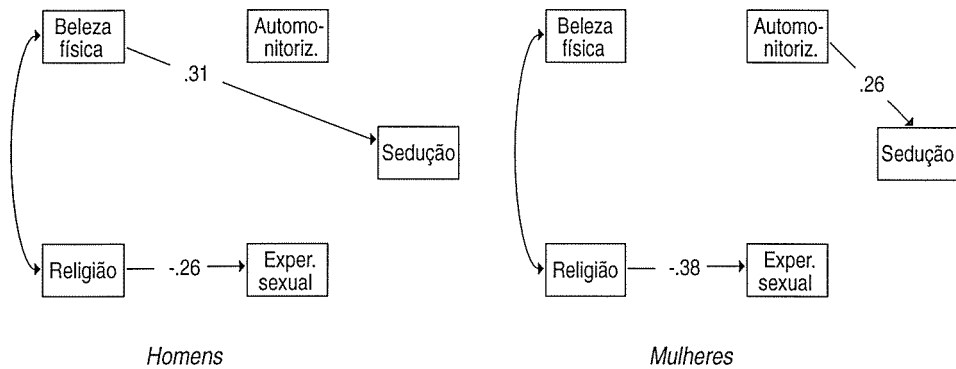 Beleza
física
Automo-
nitoriz.
.31
Sedução
Religião
-.26
Exper.
sexual
Homens
Beleza
física
Automo-
nitoriz.
.26
Sedução
Religião
-.38
Exper.
sexual
Mulheres